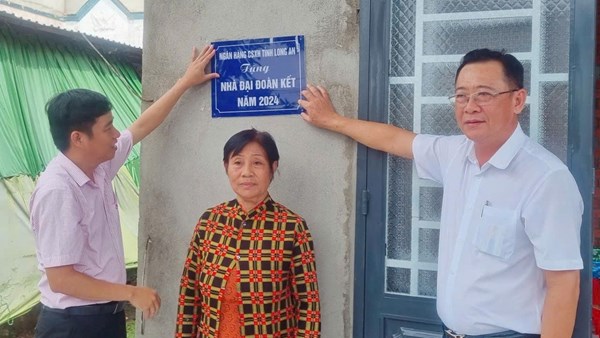 NGÂN HÀNG CSXH TỈNH LONG AN
Tặng
NHÀ ĐẠI ĐOÀN KẾT
NĂM 2024